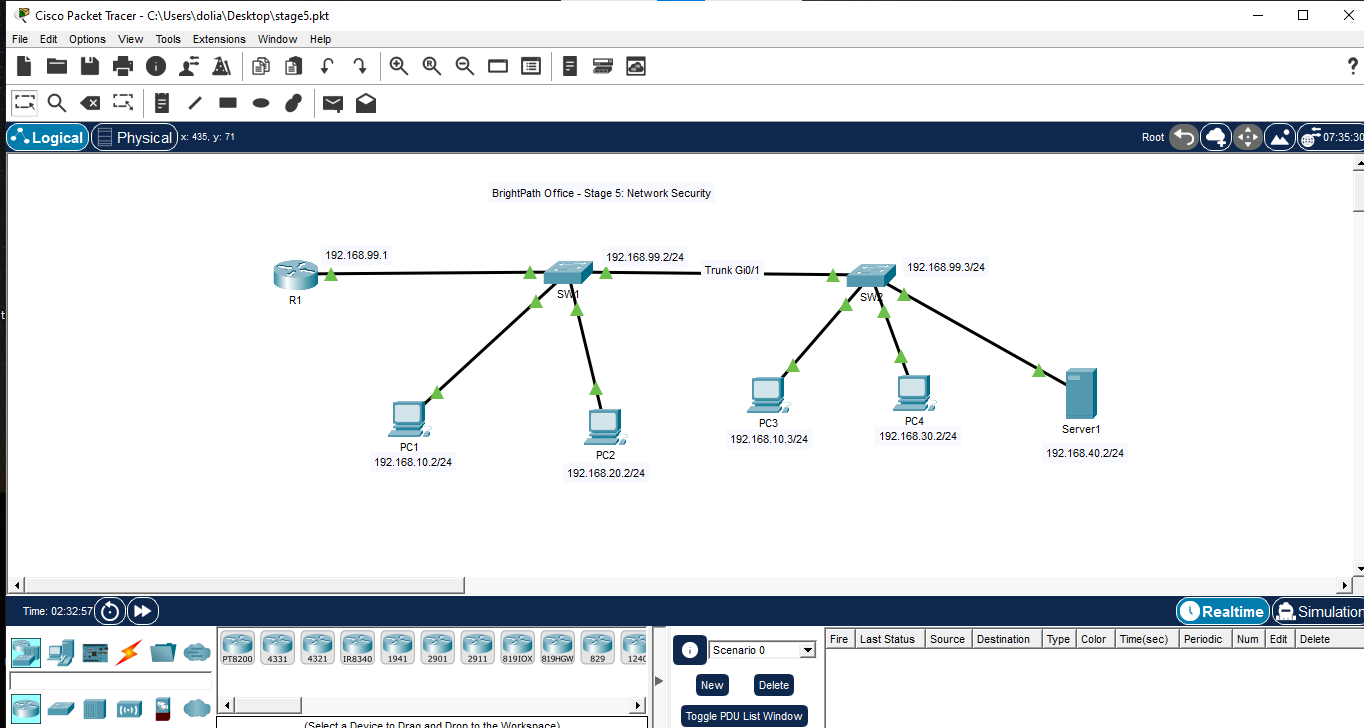 Cisco Packet Tracer - C:\Users\dolia\Desktop\stage5.pkt
File Edit Options View Tools Extensions Window Help
?
Logical Physical x: 435, y: 71 Root 07:35:30
BrightPath Office - Stage 5: Network Security
192.168.99.1
192.168.99.2/24
192.168.99.3/24
Trunk Gi0/1
R1
SW1
SW2
PC1
192.168.10.2/24
PC2
192.168.20.2/24
PC3
192.168.10.3/24
PC4
192.168.30.2/24
Server1
192.168.40.2/24
Time: 02:32:57 Realtime Simulation
PT8200 4331 4321 IR8340 1941 2901 2911 819IOX 819HGW 829 1240
(Select a Device to Drag and Drop to the Workspace)
Scenario 0
New Delete
Toggle PDU List Window
Fire Last Status Source Destination Type Color Time(sec) Periodic Num Edit Delete